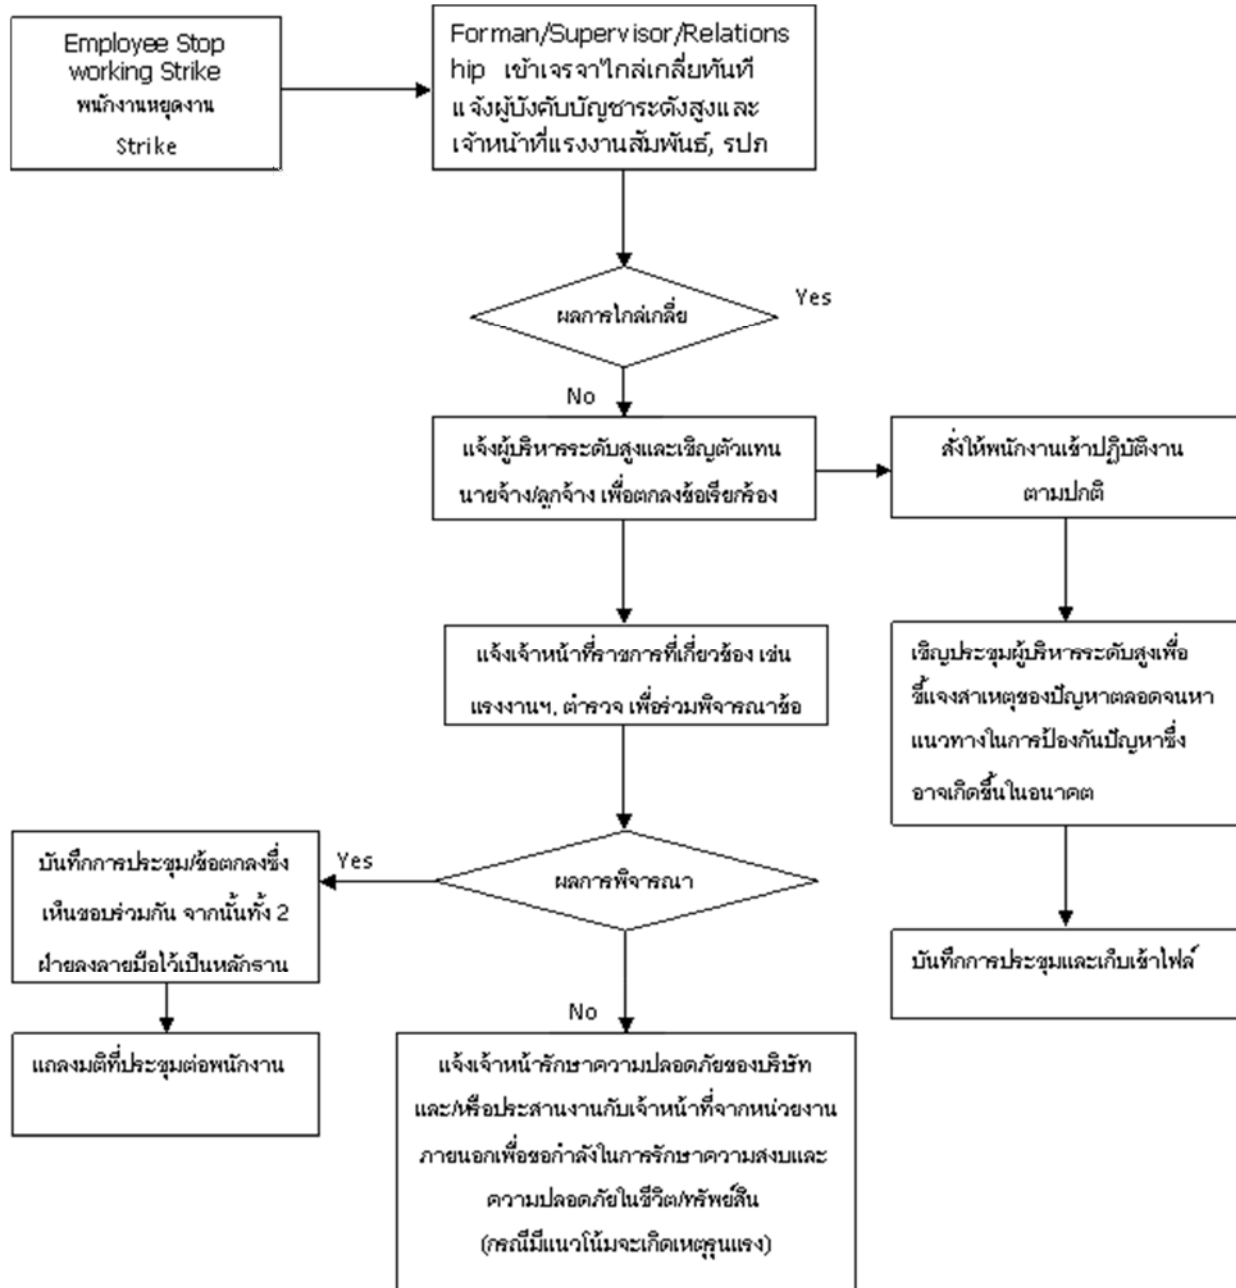 Employee Stop
working Strike
พนักงานหยุดงาน
Strike
Forman/Supervisor/Relations
hip เข้าเจรจาไกล่เกลี่ยทันที
แจ้งผู้บังคับบัญชาระดังสูงและ
เจ้าหน้าที่แรงงานสัมพันธ์, รปภ
ผลการไกล่เกลี่ย
Yes
No
แจ้งผู้บริหารระดับสูงและเชิญตัวแทน
นายจ้าง/ลูกจ้าง เพื่อตกลงข้อเรียกร้อง
สั่งให้พนักงานเข้าปฏิบัติงาน
ตามปกติ
แจ้งเจ้าหน้าที่ราชการที่เกี่ยวข้อง เช่น
แรงงานฯ, ตำรวจ เพื่อร่วมพิจารณาข้อ
เชิญประชุมผู้บริหารระดับสูงเพื่อ
ชี้แจงสาเหตุของปัญหาตลอดจนหา
แนวทางในการป้องกันปัญหาซึ่ง
อาจเกิดขึ้นในอนาคต
ผลการพิจารณา
Yes
บันทึกการประชุม/ข้อตกลงซึ่ง
เห็นชอบร่วมกัน จากนั้นทั้ง 2
ฝ่ายลงลายมือไว้เป็นหลักฐาน
บันทึกการประชุมและเก็บเข้าไฟล์
No
แถลงมติที่ประชุมต่อพนักงาน
แจ้งเจ้าหน้ารักษาความปลอดภัยของบริษัท
และ/หรือประสานงานกับเจ้าหน้าที่จากหน่วยงาน
ภายนอกเพื่อขอกำลังในการรักษาความสงบและ
ความปลอดภัยในชีวิต/ทรัพย์สิน
(กรณีมีแนวโน้มจะเกิดเหตุรุนแรง)